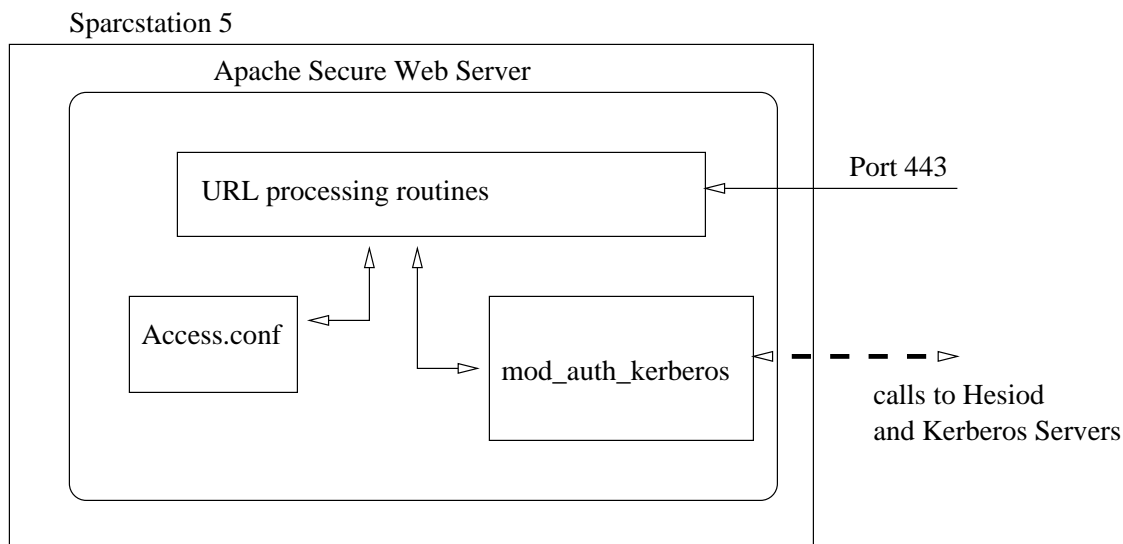 Sparcstation 5
Apache Secure Web Server
Port 443
URL processing routines
Access.conf
mod_auth_kerberos
calls to Hesiod
and Kerberos Servers